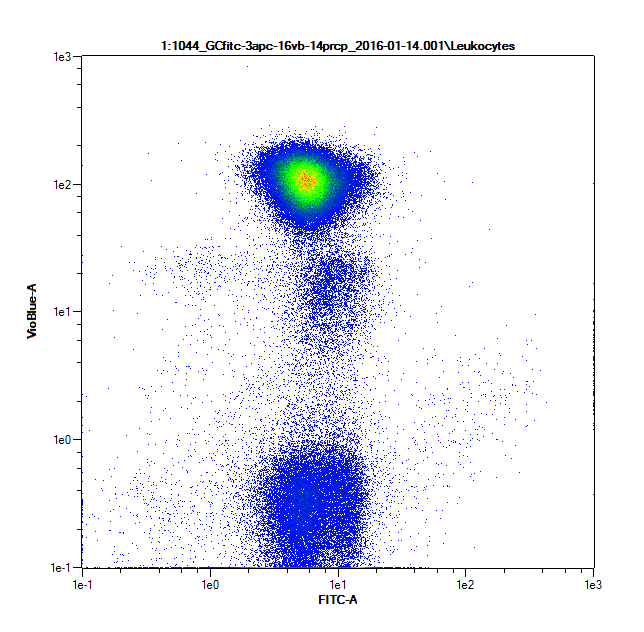 1:1044_GCfitc-3apc-16vb-14prcp_2016-01-14.001\Leukocytes
1e3
1e2
VioBlue-A
1e1
1e0
1e-1
1e-1 1e0 1e1 1e2 1e3
FITC-A